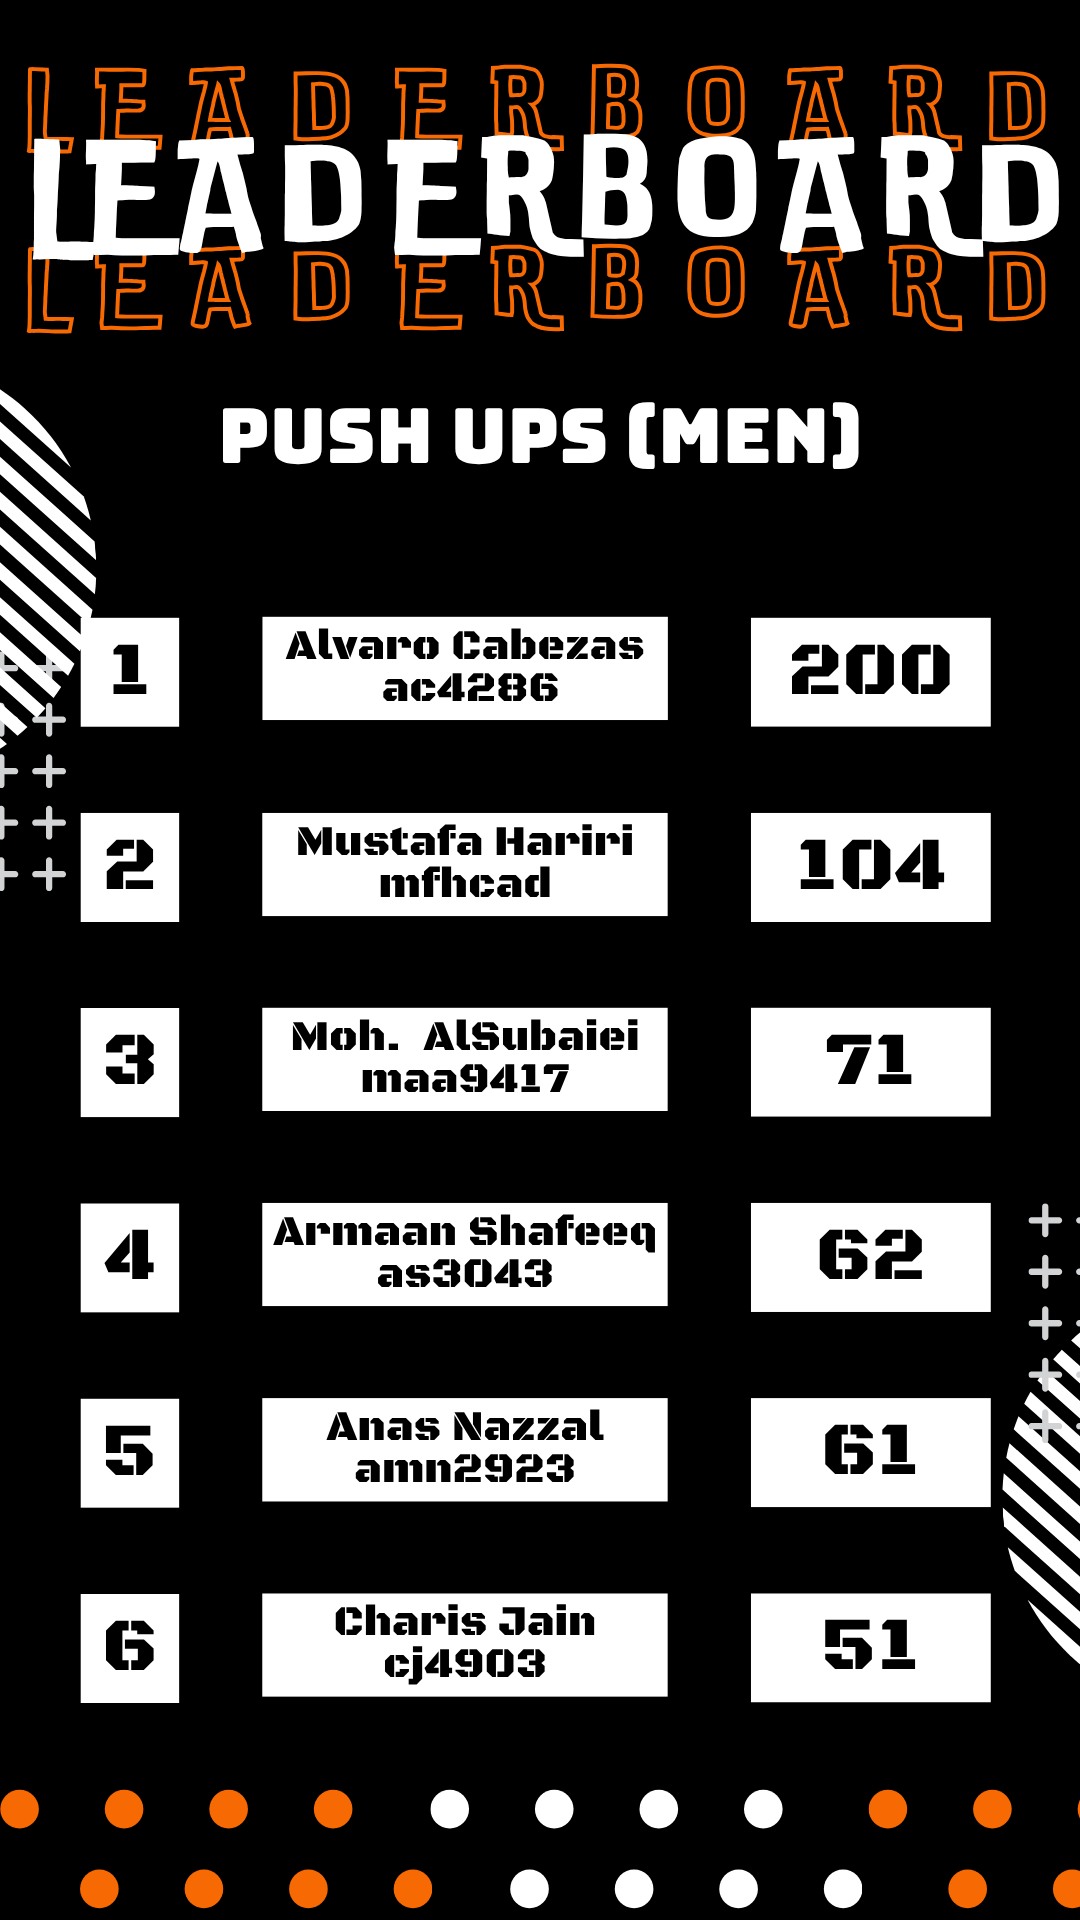 LEADERBOARD
LEADERBOARD
LEADERBOARD
PUSH UPS (MEN)
1
Alvaro Cabezas
ac4286
200
2
Mustafa Hariri
mfhcad
104
3
Moh.  AlSubaiei
maa9417
71
4
Armaan Shafeeq
as3043
62
5
Anas Nazzal
amn2923
61
6
Charis Jain
cj4903
51